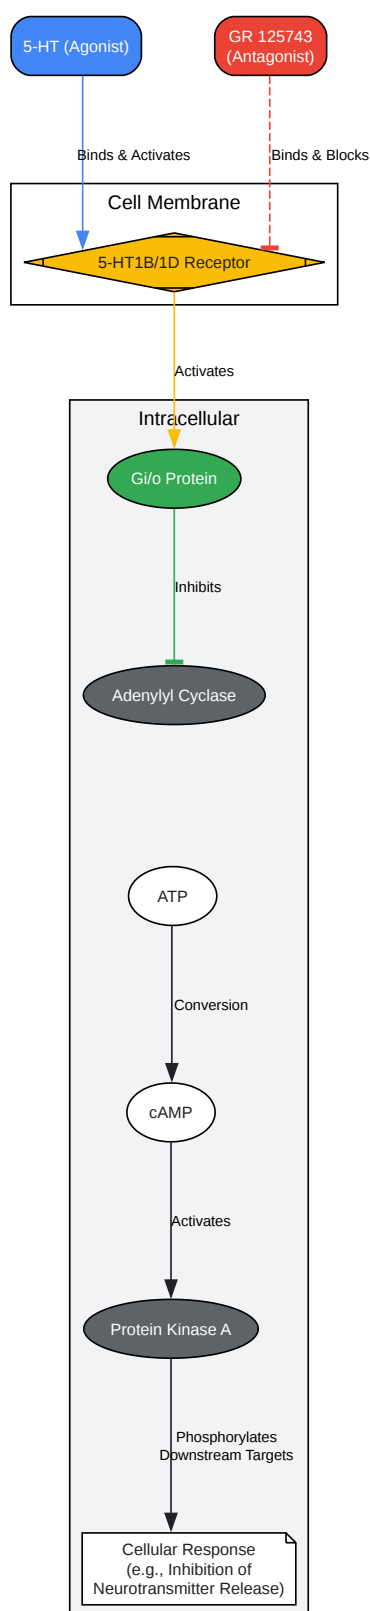 5-HT (Agonist)
GR 125743
(Antagonist)
Binds & Activates
Binds & Blocks
Cell Membrane
5-HT1B/1D Receptor
Activates
Intracellular
Gi/o Protein
Inhibits
Adenylyl Cyclase
ATP
Conversion
cAMP
Activates
Protein Kinase A
Phosphorylates
Downstream Targets
Cellular Response
(e.g., Inhibition of
Neurotransmitter Release)